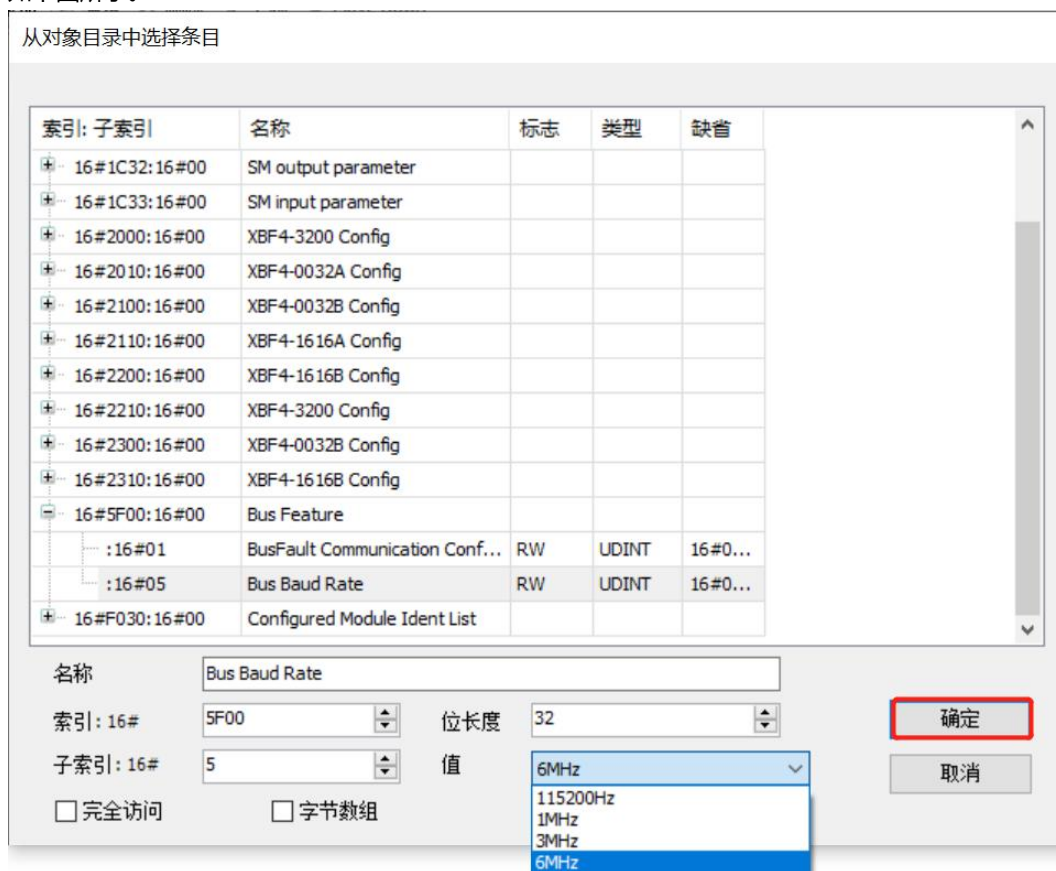 从对象目录中选择条目
索引: 子索引 名称 标志 类型 缺省
16#1C32:16#00 SM output parameter
16#1C33:16#00 SM input parameter
16#2000:16#00 XBF4-3200 Config
16#2010:16#00 XBF4-0032A Config
16#2100:16#00 XBF4-0032B Config
16#2110:16#00 XBF4-1616A Config
16#2200:16#00 XBF4-1616B Config
16#2210:16#00 XBF4-3200 Config
16#2300:16#00 XBF4-0032B Config
16#2310:16#00 XBF4-1616B Config
16#5F00:16#00 Bus Feature
:16#01 BusFault Communication Conf... RW UDINT 16#0...
:16#05 Bus Baud Rate RW UDINT 16#0...
16#F030:16#00 Configured Module Ident List
名称 Bus Baud Rate
索引: 16# 5F00 位长度 32 确定
子索引: 16# 5 值 6MHz 取消
完全访问 字节数组
115200Hz
1MHz
3MHz
6MHz